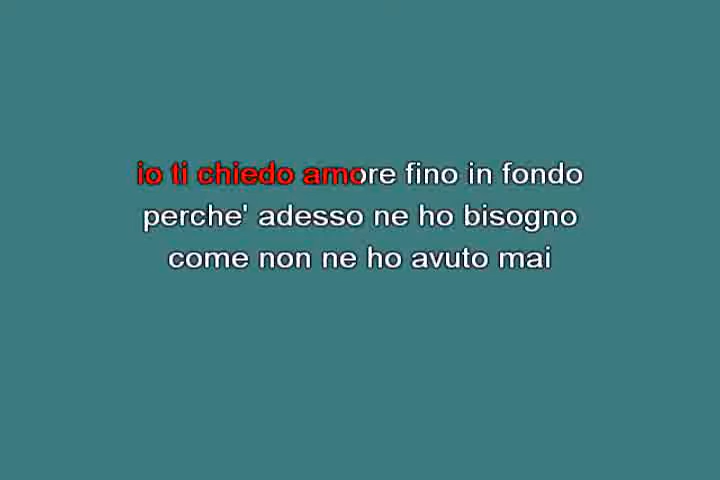 io ti chiedo amore fino in fondo
perche' adesso ne ho bisogno
come non ne ho avuto mai